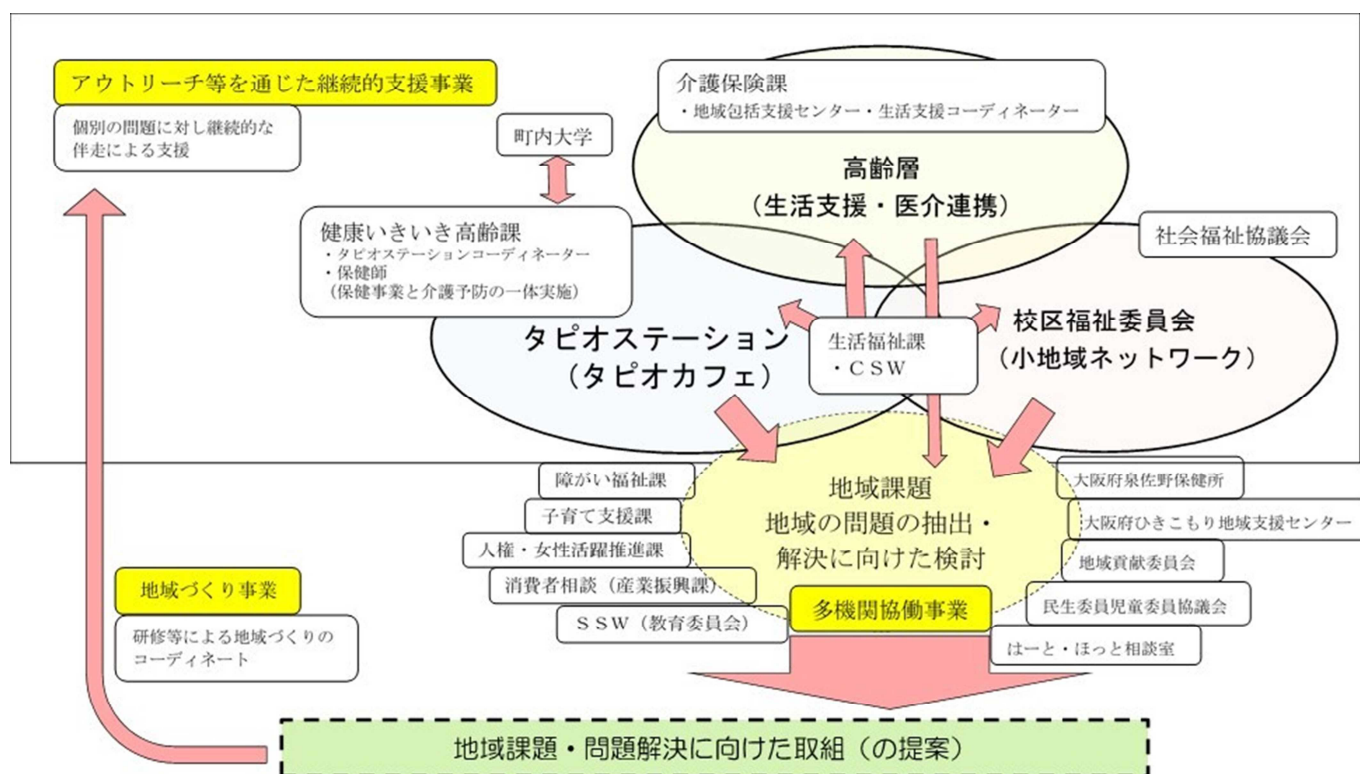 アウトリーチ等を通じた継続的支援事業
個別の問題に対し継続的な
伴走による支援
町内大学
介護保険課
・地域包括支援センター・生活支援コーディネーター
高齢層
（生活支援・医介連携）
健康いきいき高齢課
・タピオステーションコーディネーター
・保健師
（保健事業と介護予防の一体実施）
社会福祉協議会
タピオステーション
（タピオカフェ）
生活福祉課
・ＣＳＷ
校区福祉委員会
（小地域ネットワーク）
地域課題
地域の問題の抽出・
解決に向けた検討
多機関協働事業
障がい福祉課
子育て支援課
人権・女性活躍推進課
消費者相談（産業振興課）
ＳＳＷ（教育委員会）
大阪府泉佐野保健所
大阪府ひきこもり地域支援センター
地域貢献委員会
民生委員児童委員協議会
はーと・ほっと相談室
地域づくり事業
研修等による地域づくりの
コーディネート
地域課題・問題解決に向けた取組（の提案）